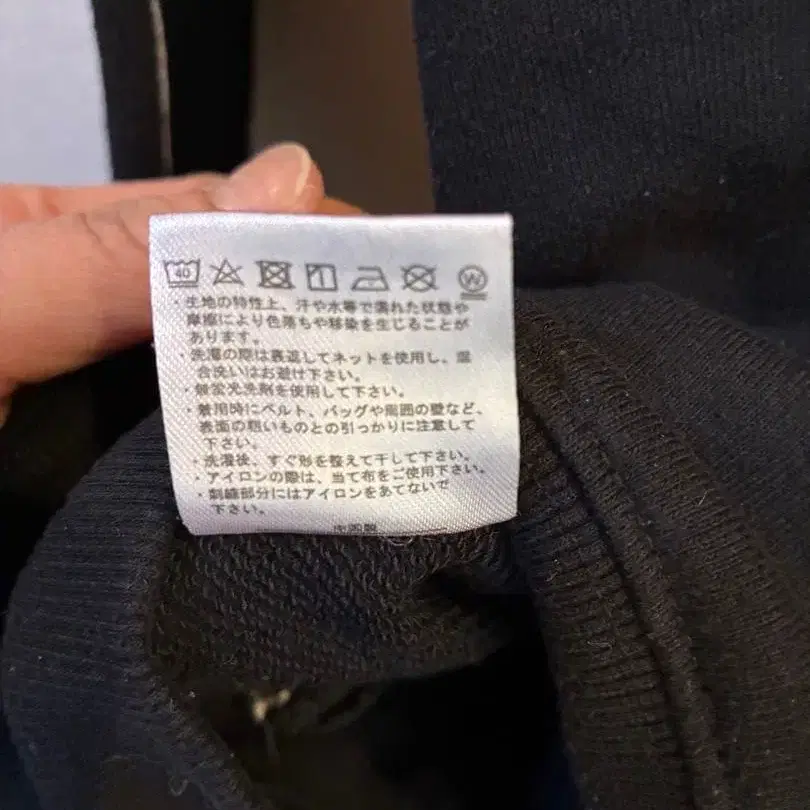 40 W
・生地の特性上、汗や水等で濡れた状態や
摩擦により色落ちや移染を生じることが
あります。
・洗濯の際は裏返してネットを使用し、混
合洗いはお避け下さい。
・無蛍光洗剤を使用して下さい。
・着用時にベルト、バッグや周囲の壁など、
表面の粗いものとの引っかかりに注意して
下さい。
・洗濯後、すぐ形を整えて干して下さい。
・アイロンの際は、当て布をご使用下さい。
・刺繍部分にはアイロンをあてないで
下さい。